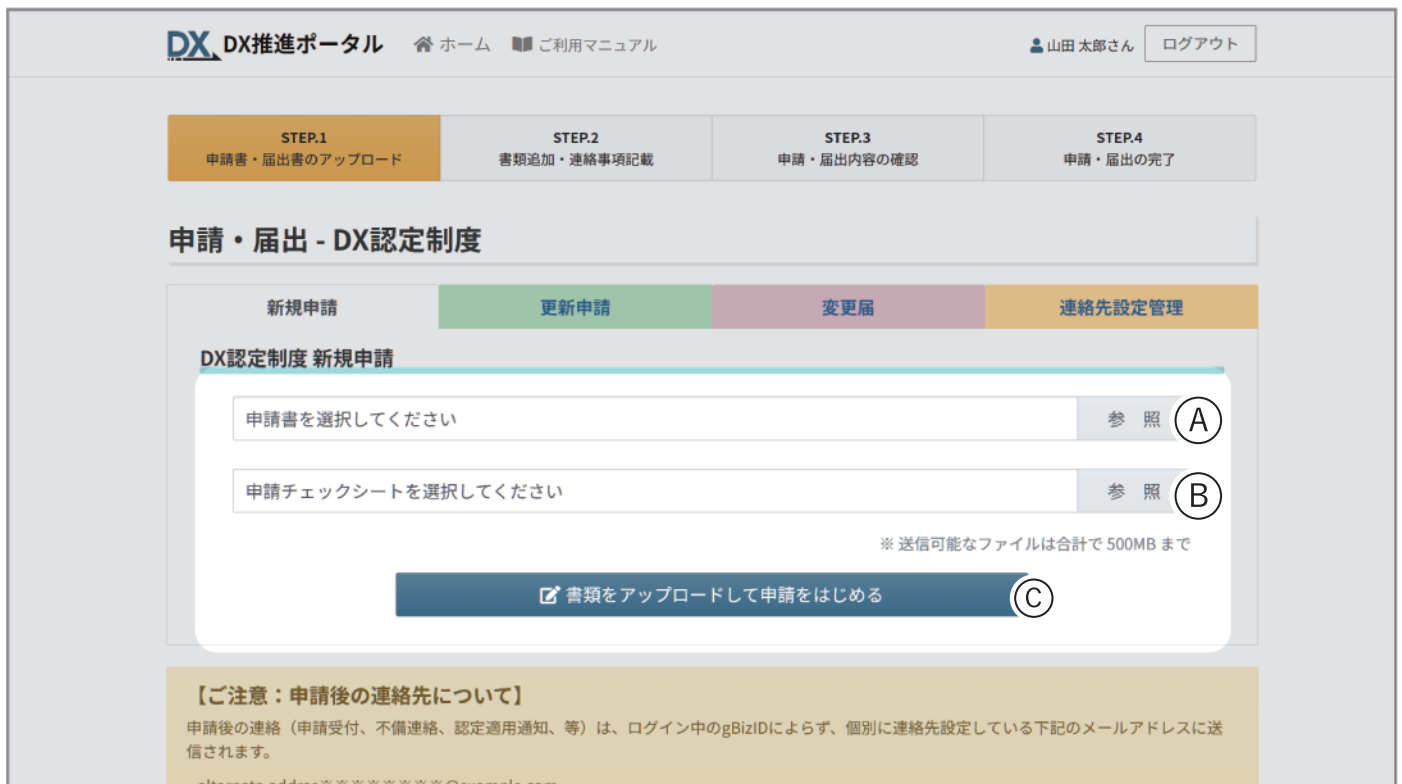 DX DX推進ポータル ホーム ご利用マニュアル 山田 太郎さん ログアウト
STEP.1
申請書・届出書のアップロード
STEP.2
書類追加・連絡事項記載
STEP.3
申請・届出内容の確認
STEP.4
申請・届出の完了
申請・届出 - DX認定制度
新規申請 更新申請 変更届 連絡先設定管理
DX認定制度 新規申請
申請書を選択してください 参 照 Ⓐ
申請チェックシートを選択してください 参 照 Ⓑ
※ 送信可能なファイルは合計で 500MB まで
書類をアップロードして申請をはじめる Ⓒ
【ご注意：申請後の連絡先について】
申請後の連絡（申請受付、不備連絡、認定適用通知、等）は、ログイン中のgBizIDによらず、個別に連絡先設定している下記のメールアドレスに送
信されます。